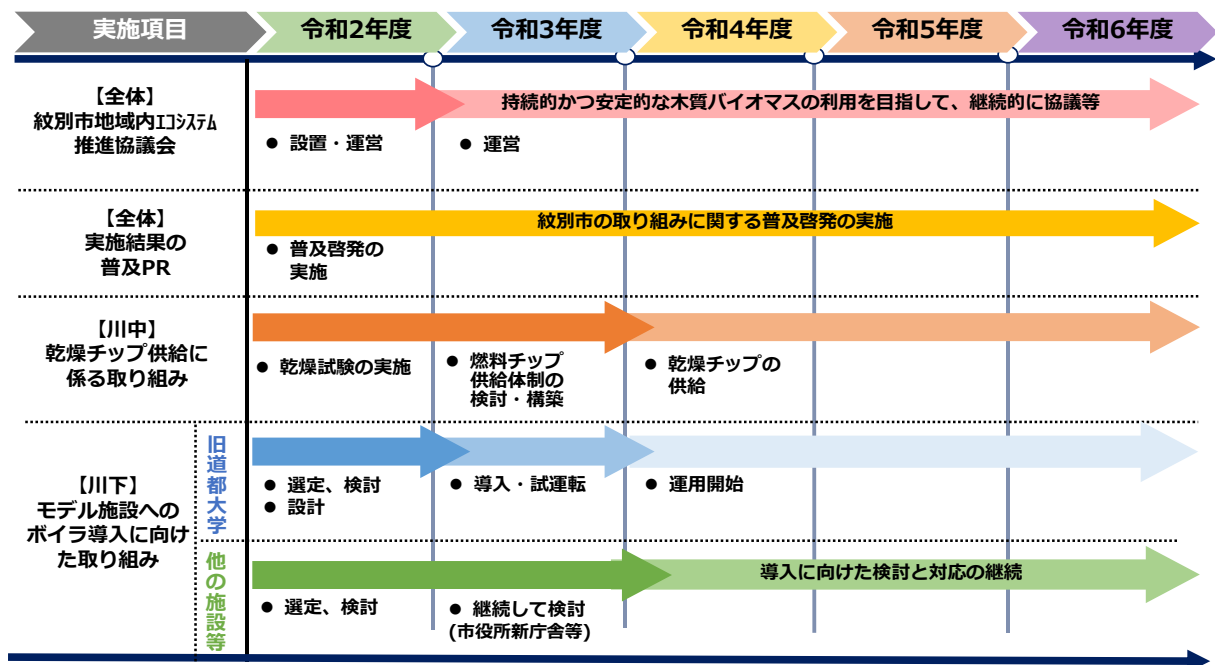 実施項目
令和2年度
令和3年度
令和4年度
令和5年度
令和6年度
【全体】
紋別市地域内ｴｺｼｽﾃﾑ
推進協議会
持続的かつ安定的な木質バイオマスの利用を目指して、継続的に協議等
● 設置・運営
● 運営
【全体】
実施結果の
普及PR
紋別市の取り組みに関する普及啓発の実施
● 普及啓発の
実施
【川中】
乾燥チップ供給に
係る取り組み
● 乾燥試験の実施
● 燃料チップ
供給体制の
検討・構築
● 乾燥チップの
供給
【川下】
モデル施設への
ボイラ導入に向け
た取り組み
旧道都大学
● 選定、検討
● 設計
● 導入・試運転
● 運用開始
他の施設等
導入に向けた検討と対応の継続
● 選定、検討
● 継続して検討
(市役所新庁舎等)